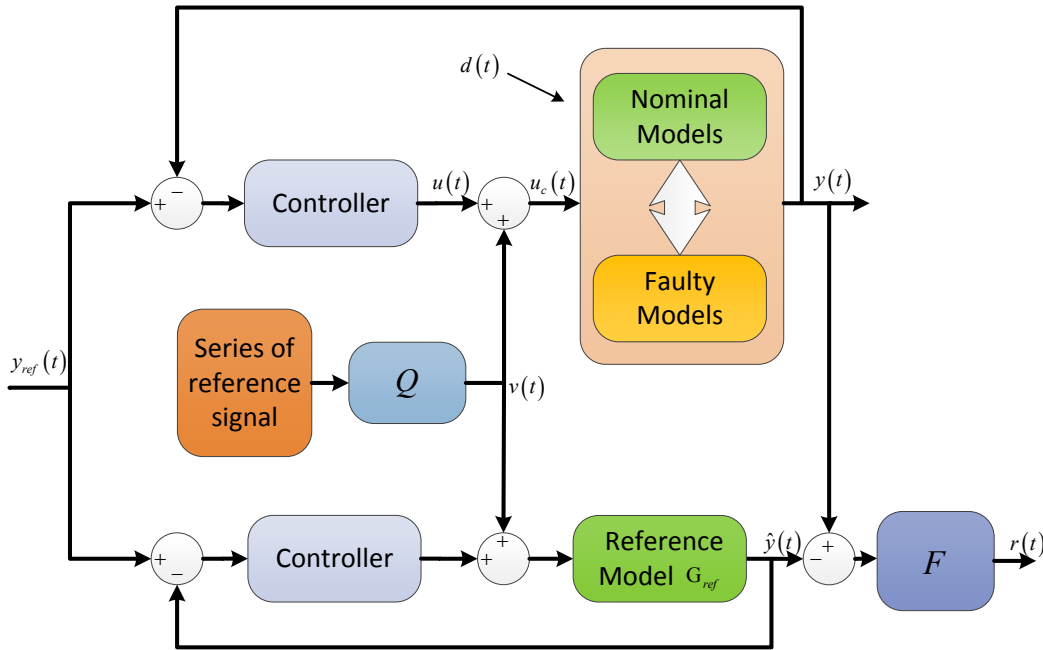 d(t)
Nominal
Models
−
+
Controller
u(t)
+
+
u_c(t)
y(t)
Faulty
Models
y_ref(t)
Series of
reference
signal
Q
v(t)
+
−
Controller
+
+
Reference
Model G_ref
ŷ(t)
−
+
F
r(t)